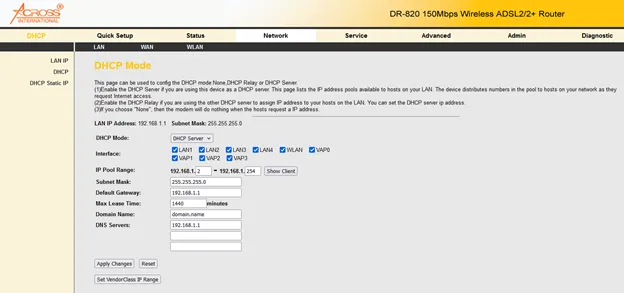 ACROSS
INTERNATIONAL
DR-820 150Mbps Wireless ADSL2/2+ Router
DHCP Quick Setup Status Network Service Advanced Admin Diagnostic
LAN WAN WLAN
LAN IP
DHCP
DHCP Static IP
DHCP Mode
This page can be used to config the DHCP mode:None,DHCP Relay or DHCP Server.
(1)Enable the DHCP Server if you are using this device as a DHCP server. This page lists the IP address pools available to hosts on your LAN. The device distributes numbers in the pool to hosts on your network as they
request Internet access.
(2)Enable the DHCP Relay if you are using the other DHCP server to assign IP address to your hosts on the LAN. You can set the DHCP server ip address.
(3)If you choose "None", then the modem will do nothing when the hosts request a IP address.
LAN IP Address: 192.168.1.1 Subnet Mask: 255.255.255.0
DHCP Mode: DHCP Server
Interface: LAN1 LAN2 LAN3 LAN4 WLAN VAP0
VAP1 VAP2 VAP3
IP Pool Range: 192.168.1. 2 - 192.168.1. 254 Show Client
Subnet Mask: 255.255.255.0
Default Gateway: 192.168.1.1
Max Lease Time: 1440 minutes
Domain Name: domain.name
DNS Servers: 192.168.1.1
Apply Changes Reset
Set VendorClass IP Range